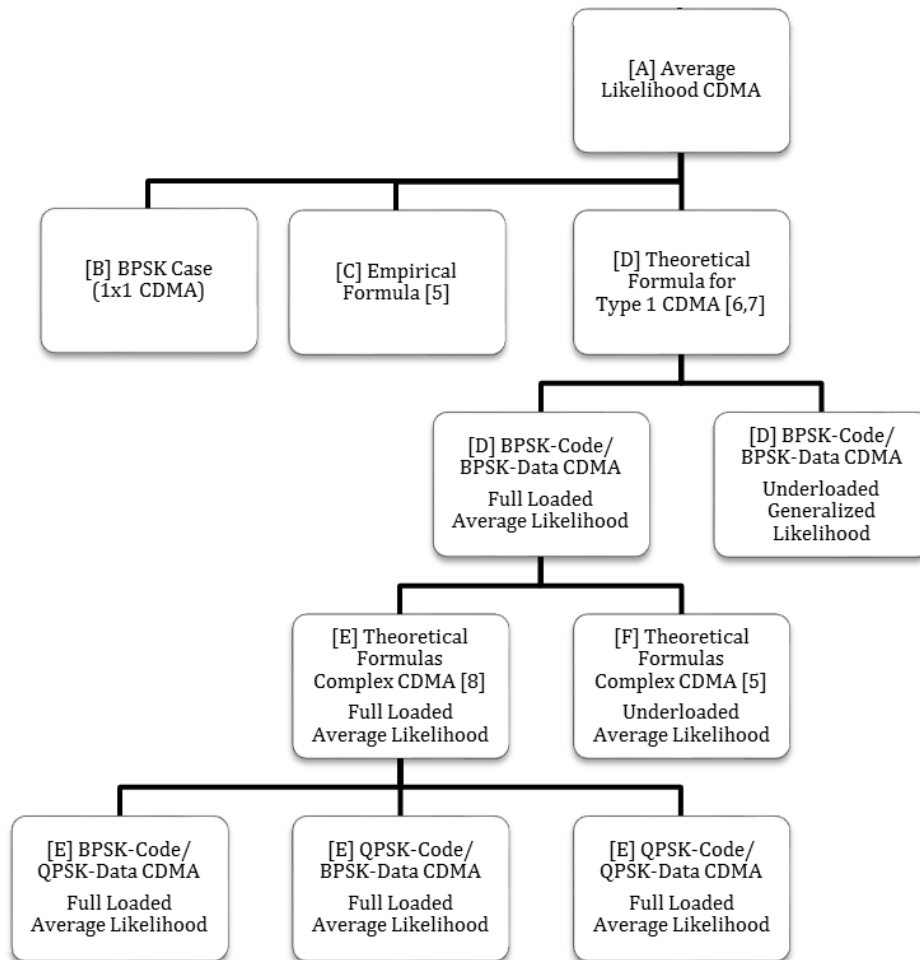 [A] Average
Likelihood CDMA
[B] BPSK Case
(1x1 CDMA)
[C] Empirical
Formula [5]
[D] Theoretical
Formula for
Type 1 CDMA [6,7]
[D] BPSK-Code/
BPSK-Data CDMA
Full Loaded
Average Likelihood
[D] BPSK-Code/
BPSK-Data CDMA
Underloaded
Generalized
Likelihood
[E] Theoretical
Formulas
Complex CDMA [8]
Full Loaded
Average Likelihood
[F] Theoretical
Formulas
Complex CDMA [5]
Underloaded
Average Likelihood
[E] BPSK-Code/
QPSK-Data CDMA
Full Loaded
Average Likelihood
[E] QPSK-Code/
BPSK-Data CDMA
Full Loaded
Average Likelihood
[E] QPSK-Code/
QPSK-Data CDMA
Full Loaded
Average Likelihood